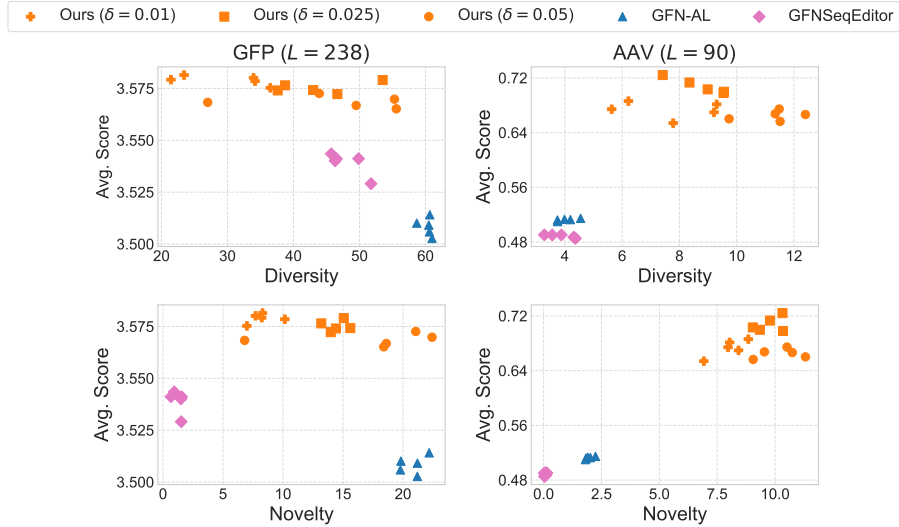 Ours (δ = 0.01) Ours (δ = 0.025) Ours (δ = 0.05) GFN-AL GFNSeqEditor
GFP (L = 238) AAV (L = 90)
3.575
3.550
3.525
3.500
Avg. Score
20 30 40 50 60
Diversity
0.72
0.64
0.56
0.48
Avg. Score
4 6 8 10 12
Diversity
3.575
3.550
3.525
3.500
Avg. Score
0 5 10 15 20
Novelty
0.72
0.64
0.56
0.48
Avg. Score
0.0 2.5 5.0 7.5 10.0
Novelty